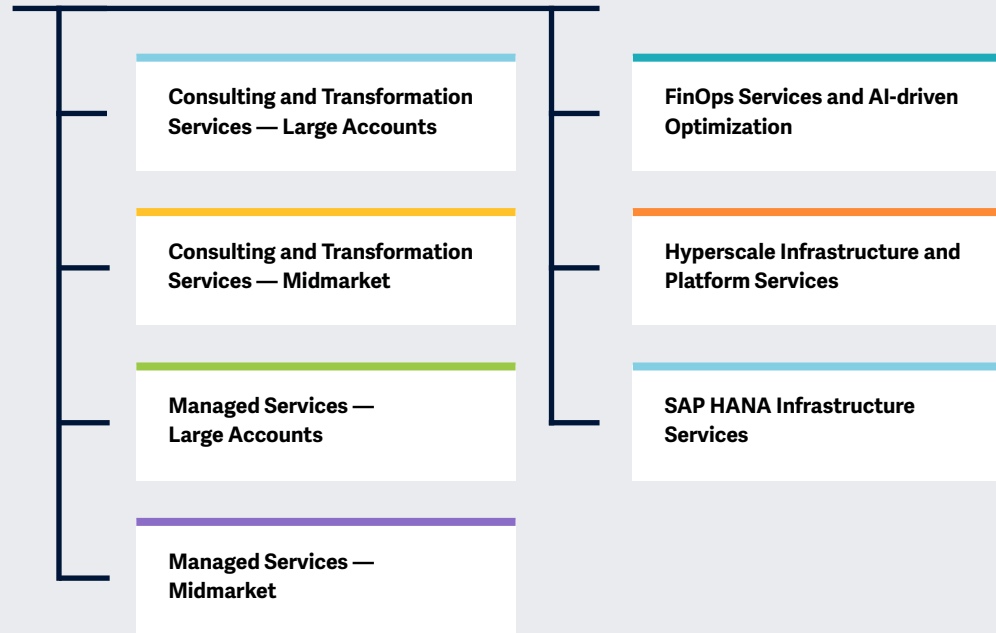 Consulting and Transformation
Services — Large Accounts
Consulting and Transformation
Services — Midmarket
Managed Services —
Large Accounts
Managed Services —
Midmarket
FinOps Services and AI-driven
Optimization
Hyperscale Infrastructure and
Platform Services
SAP HANA Infrastructure
Services